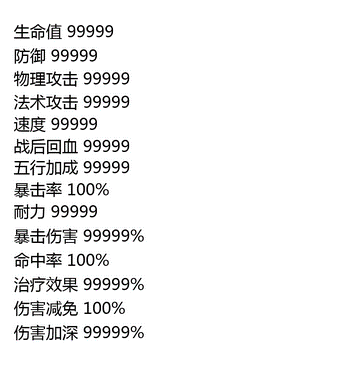 生命值 99999
防御 99999
物理攻击 99999
法术攻击 99999
速度 99999
战后回血 99999
五行加成 99999
暴击率 100%
耐力 99999
暴击伤害 99999%
命中率 100%
治疗效果 99999%
伤害减免 100%
伤害加深 99999%